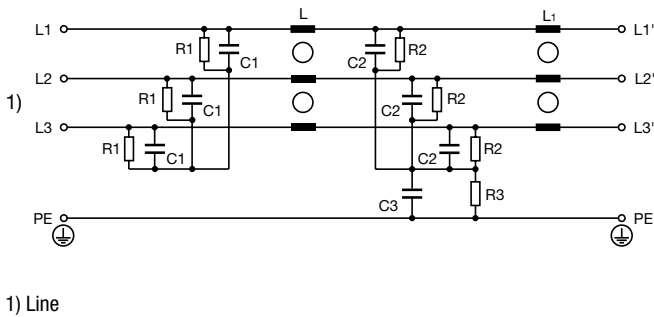 L L1
L1 R1 C1 C2 R2 L1'
L2 R1 C1 C2 R2 L2'
1)
L3 R1 C1 C2 R2 L3'
C3 R3
PE PE
1) Line